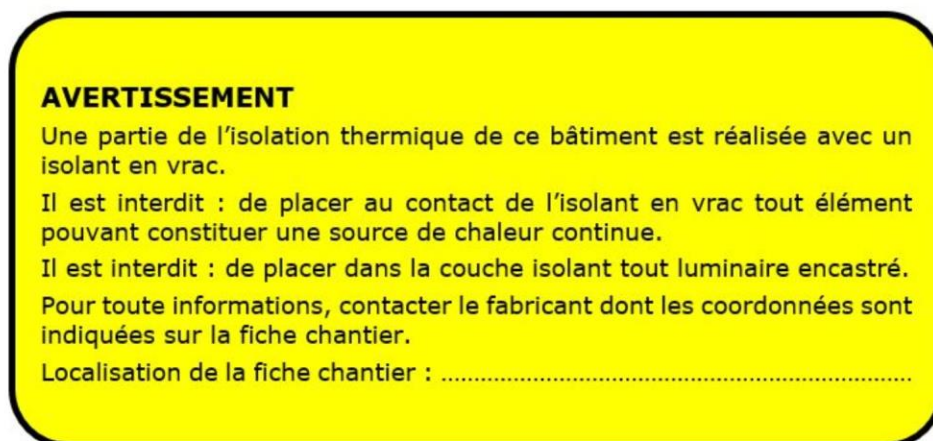 AVERTISSEMENT
Une partie de l’isolation thermique de ce bâtiment est réalisée avec un
isolant en vrac.
Il est interdit : de placer au contact de l’isolant en vrac tout élément
pouvant constituer une source de chaleur continue.
Il est interdit : de placer dans la couche isolant tout luminaire encastré.
Pour toute informations, contacter le fabricant dont les coordonnées sont
indiquées sur la fiche chantier.
Localisation de la fiche chantier : ........................................................................